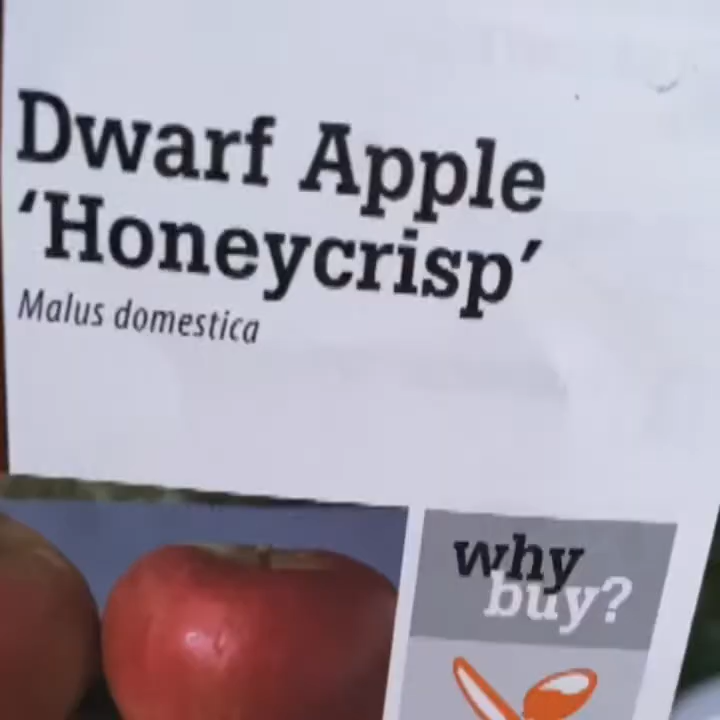 Dwarf Apple
‘Honeycrisp’
Malus domestica
why
buy?